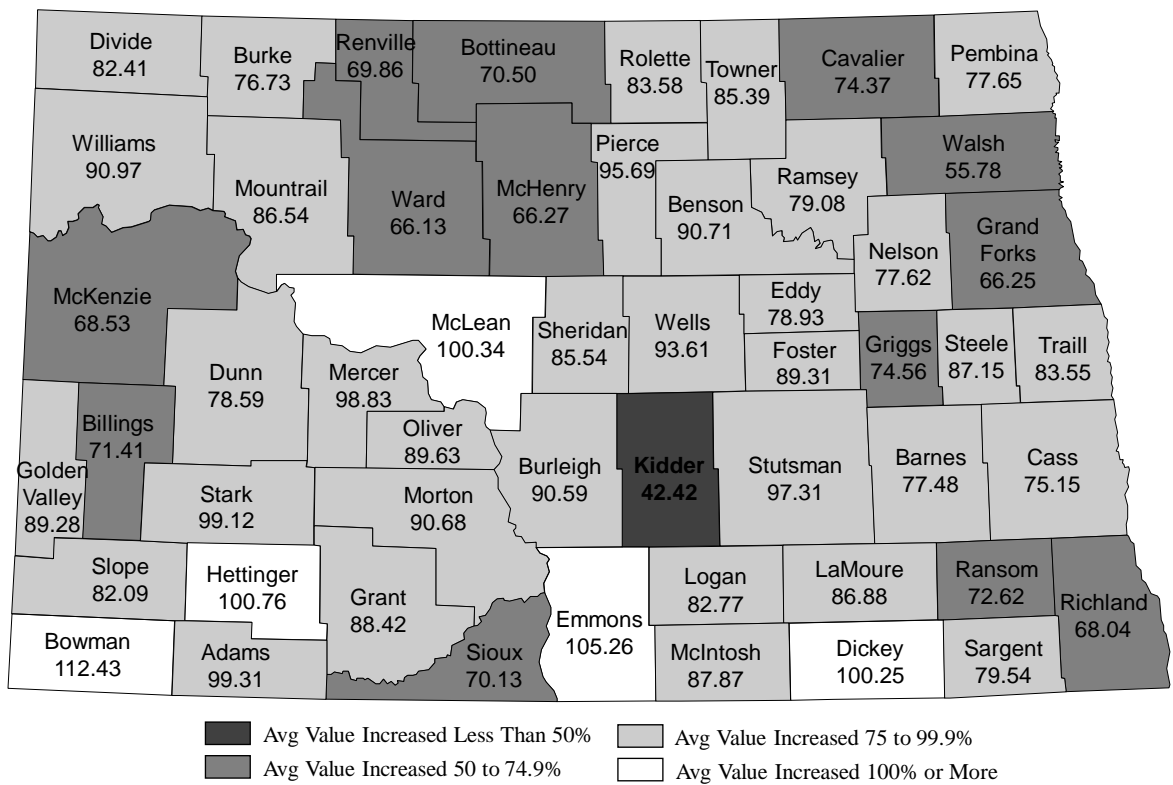 Divide
82.41
Burke
76.73
Renville
69.86
Bottineau
70.50
Rolette
83.58
Towner
85.39
Cavalier
74.37
Pembina
77.65
Williams
90.97
Mountrail
86.54
Ward
66.13
McHenry
66.27
Pierce
95.69
Benson
90.71
Ramsey
79.08
Walsh
55.78
Nelson
77.62
Grand
Forks
66.25
McKenzie
68.53
Dunn
78.59
McLean
100.34
Mercer
98.83
Oliver
89.63
Sheridan
85.54
Wells
93.61
Eddy
78.93
Foster
89.31
Griggs
74.56
Steele
87.15
Traill
83.55
Billings
71.41
Golden
Valley
89.28
Stark
99.12
Morton
90.68
Burleigh
90.59
Kidder
42.42
Stutsman
97.31
Barnes
77.48
Cass
75.15
Slope
82.09
Hettinger
100.76
Grant
88.42
Emmons
105.26
Logan
82.77
LaMoure
86.88
Ransom
72.62
Richland
68.04
Bowman
112.43
Adams
99.31
Sioux
70.13
McIntosh
87.87
Dickey
100.25
Sargent
79.54
Avg Value Increased Less Than 50%
Avg Value Increased 75 to 99.9%
Avg Value Increased 50 to 74.9%
Avg Value Increased 100% or More